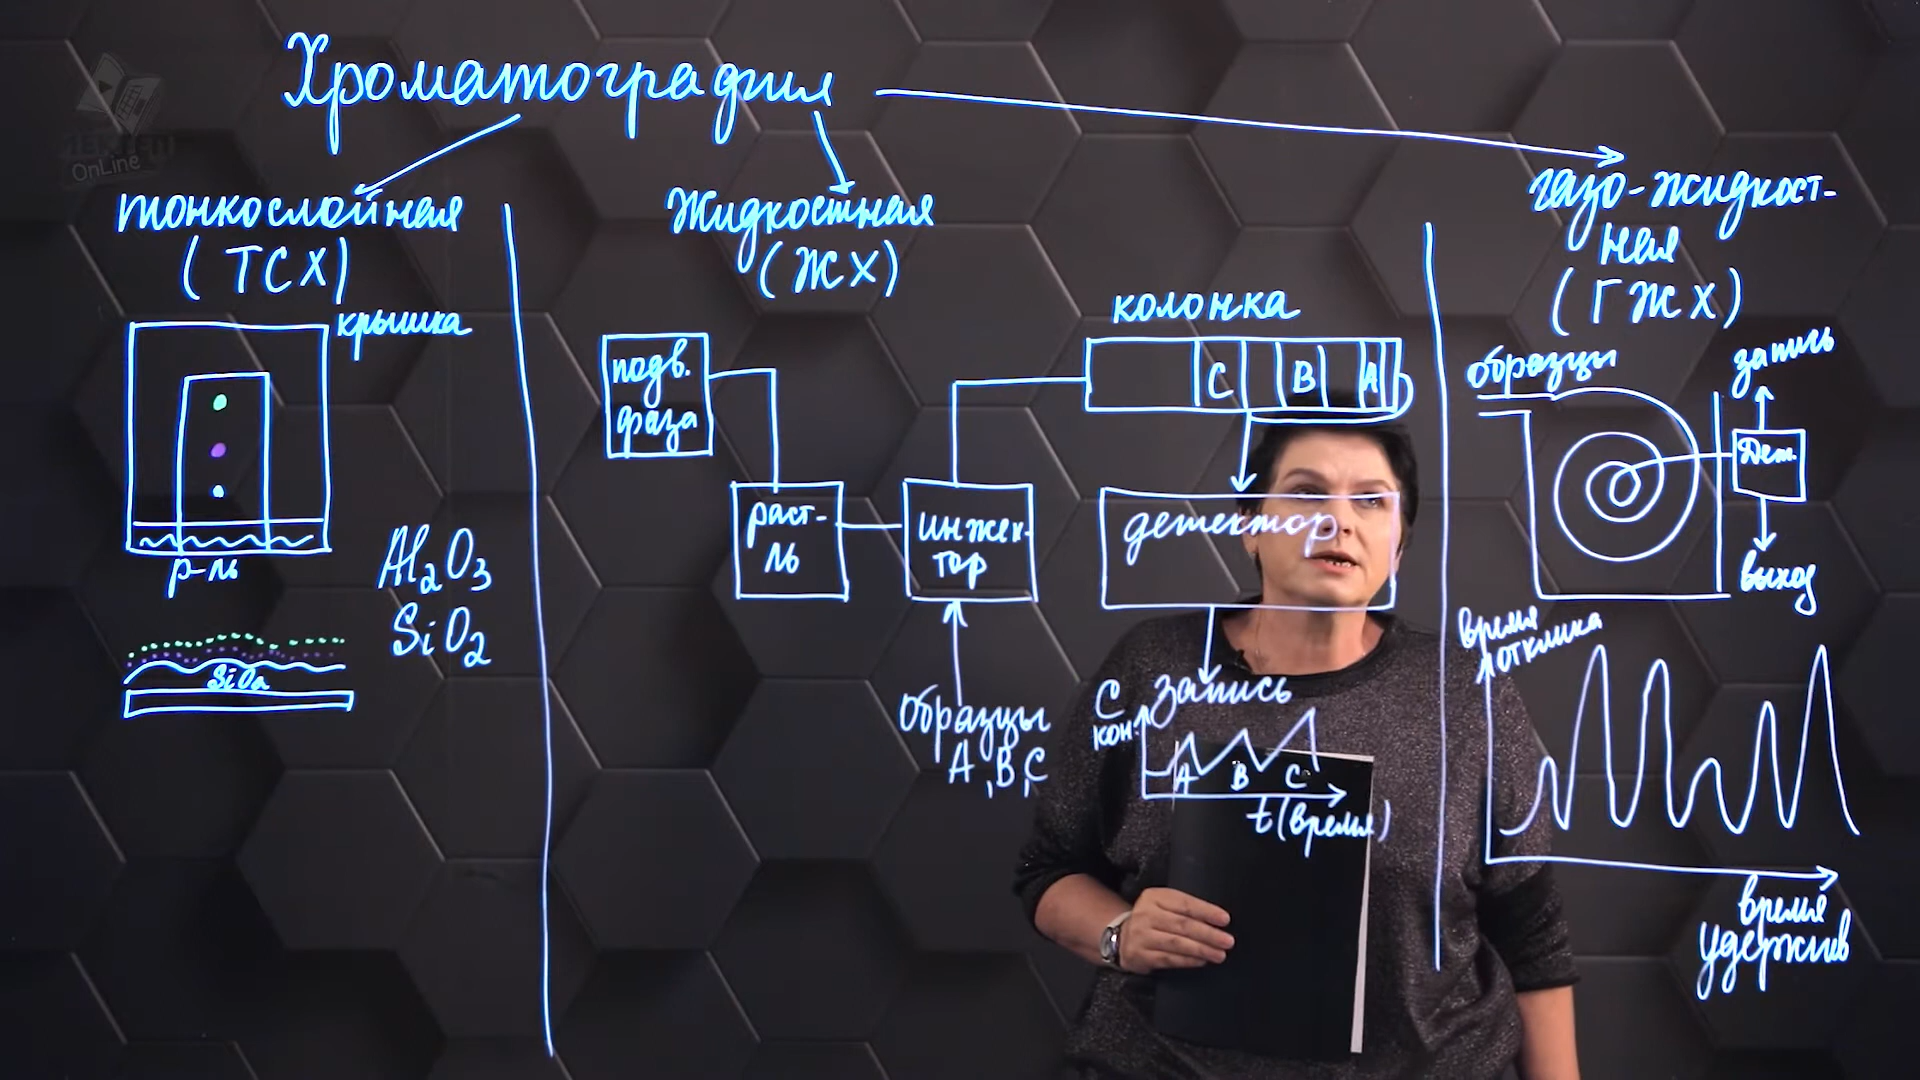 Хроматография
тонкослойная
(ТСХ)
крышка
р-ль
Al2O3
SiO2
SiO2
Жидкостная
(ЖХ)
подв.
фаза
раст-
ль
инжек-
тор
Образцы
A, B, C
колонка
C B A
детектор
запись
C
кон.
A B C
t (время)
газо-жидкост-
ная
(ГЖХ)
образцы
запись
Дет.
выход
время
отклика
время
удержив
OnLine